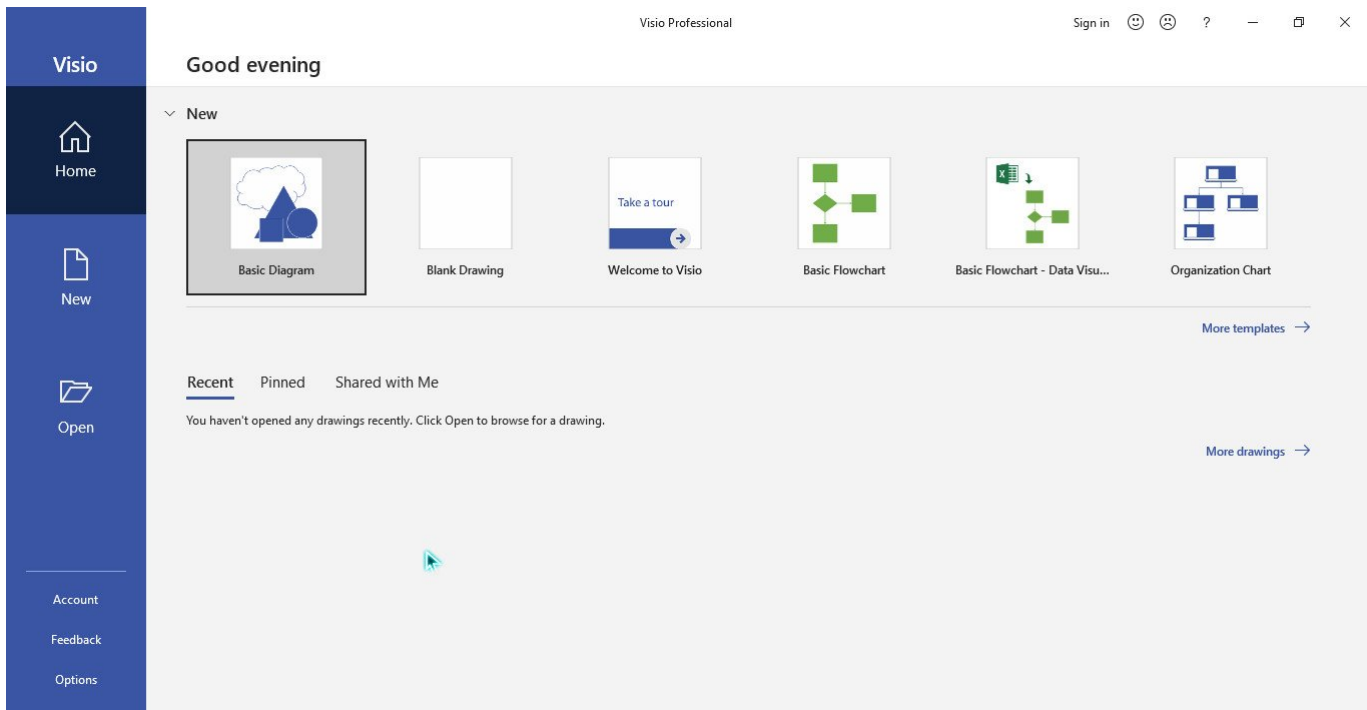 Visio Professional
Sign in
?
Visio
Good evening
Home
New
Open
Account
Feedback
Options
New
Take a tour
Basic Diagram
Blank Drawing
Welcome to Visio
Basic Flowchart
Basic Flowchart - Data Visu...
Organization Chart
More templates
Recent Pinned Shared with Me
You haven't opened any drawings recently. Click Open to browse for a drawing.
More drawings